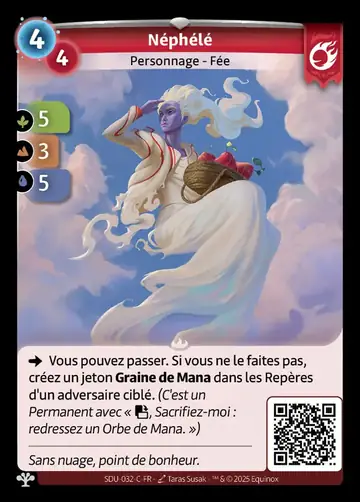 4
Néphélé
4
Personnage - Fée
5
3
5
➔ Vous pouvez passer. Si vous ne le faites pas,
créez un jeton Graine de Mana dans les Repères
d'un adversaire ciblé. (C'est un
Permanent avec « , Sacrifiez-moi :
redressez un Orbe de Mana. »)
Sans nuage, point de bonheur.
SDU-032-C-FR - Taras Susak - ™ & © 2025 Equinox